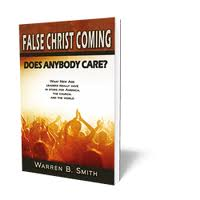 FALSE CHRIST COMING
DOES ANYBODY CARE?
WHAT NEW AGE
LEADERS REALLY HAVE
IN STORE FOR AMERICA,
THE CHURCH,
AND THE WORLD
WARREN B. SMITH